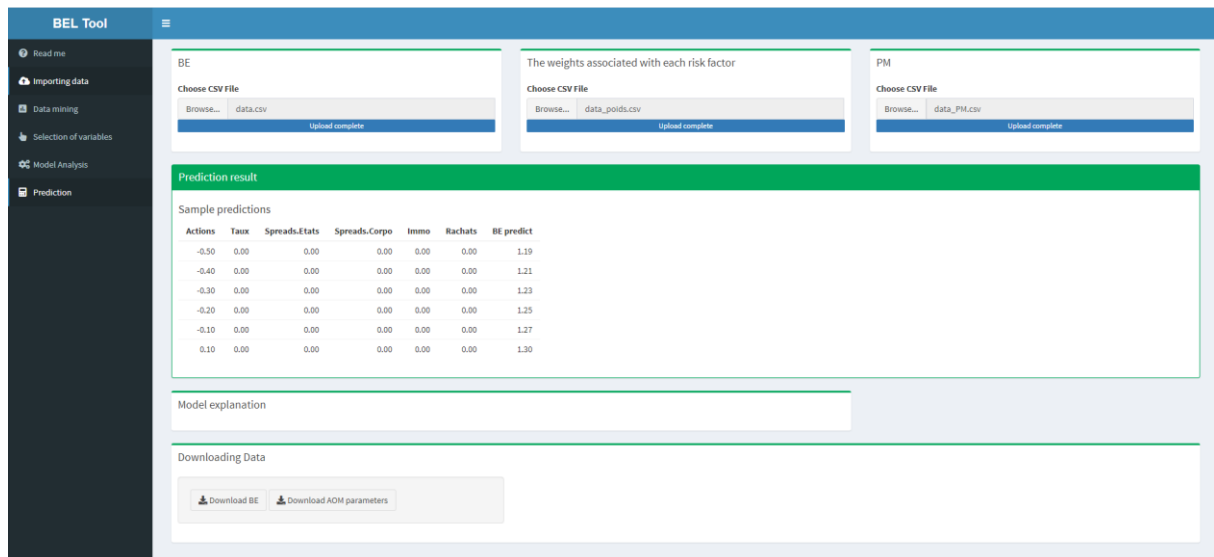 BEL Tool
Read me
Importing data
Data mining
Selection of variables
Model Analysis
Prediction
BE
Choose CSV File
Browse... data.csv
Upload complete
The weights associated with each risk factor
Choose CSV File
Browse... data_poids.csv
Upload complete
PM
Choose CSV File
Browse... data_PM.csv
Upload complete
Prediction result
Sample predictions
Actions Taux Spreads.Etats Spreads.Corpo Immo Rachats BE predict
-0.50 0.00 0.00 0.00 0.00 0.00 1.19
-0.40 0.00 0.00 0.00 0.00 0.00 1.21
-0.30 0.00 0.00 0.00 0.00 0.00 1.23
-0.20 0.00 0.00 0.00 0.00 0.00 1.25
-0.10 0.00 0.00 0.00 0.00 0.00 1.27
0.10 0.00 0.00 0.00 0.00 0.00 1.30
Model explanation
Downloading Data
Download BE Download AOM parameters